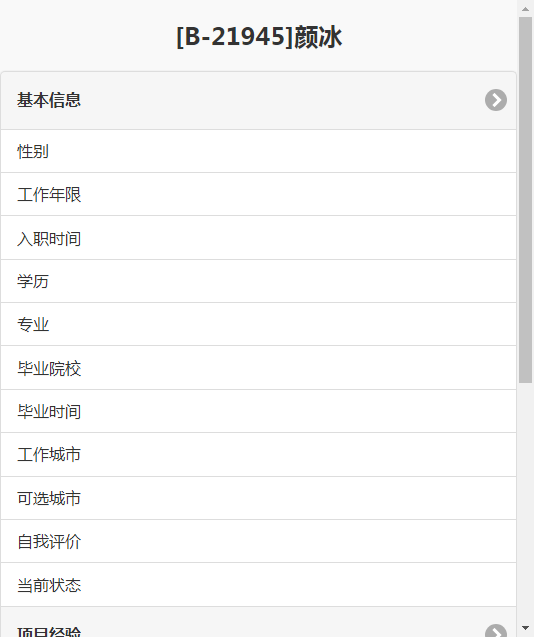 [B-21945]颜冰
基本信息
性别
工作年限
入职时间
学历
专业
毕业院校
毕业时间
工作城市
可选城市
自我评价
当前状态
项目经验